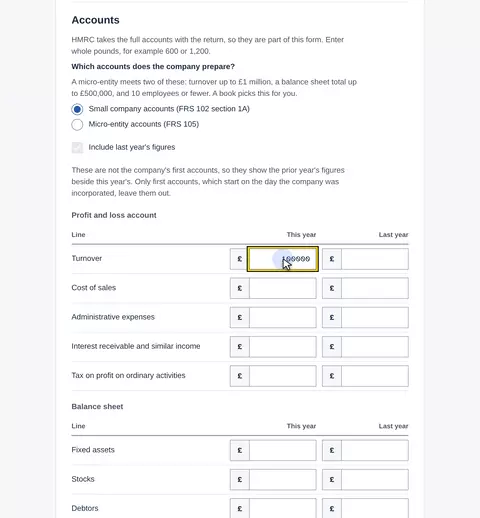 Accounts
HMRC takes the full accounts with the return, so they are part of this form. Enter
whole pounds, for example 600 or 1,200.
Which accounts does the company prepare?
A micro-entity meets two of these: turnover up to £1 million, a balance sheet total up
to £500,000, and 10 employees or fewer. A book picks this for you.
Small company accounts (FRS 102 section 1A)
Micro-entity accounts (FRS 105)
Include last year's figures
These are not the company's first accounts, so they show the prior year's figures
beside this year's. Only first accounts, which start on the day the company was
incorporated, leave them out.
Profit and loss account
Line This year Last year
Turnover £ 100000 £
Cost of sales £ £
Administrative expenses £ £
Interest receivable and similar income £ £
Tax on profit on ordinary activities £ £
Balance sheet
Line This year Last year
Fixed assets £ £
Stocks £ £
Debtors £ £